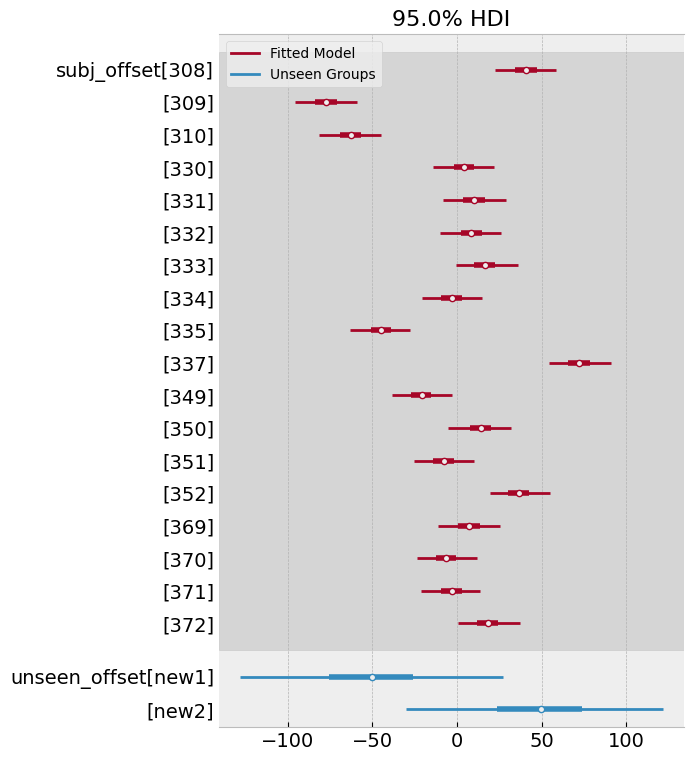 95.0% HDI
Fitted Model
Unseen Groups
subj_offset[308]
[309]
[310]
[330]
[331]
[332]
[333]
[334]
[335]
[337]
[349]
[350]
[351]
[352]
[369]
[370]
[371]
[372]
unseen_offset[new1]
[new2]
−100 −50 0 50 100